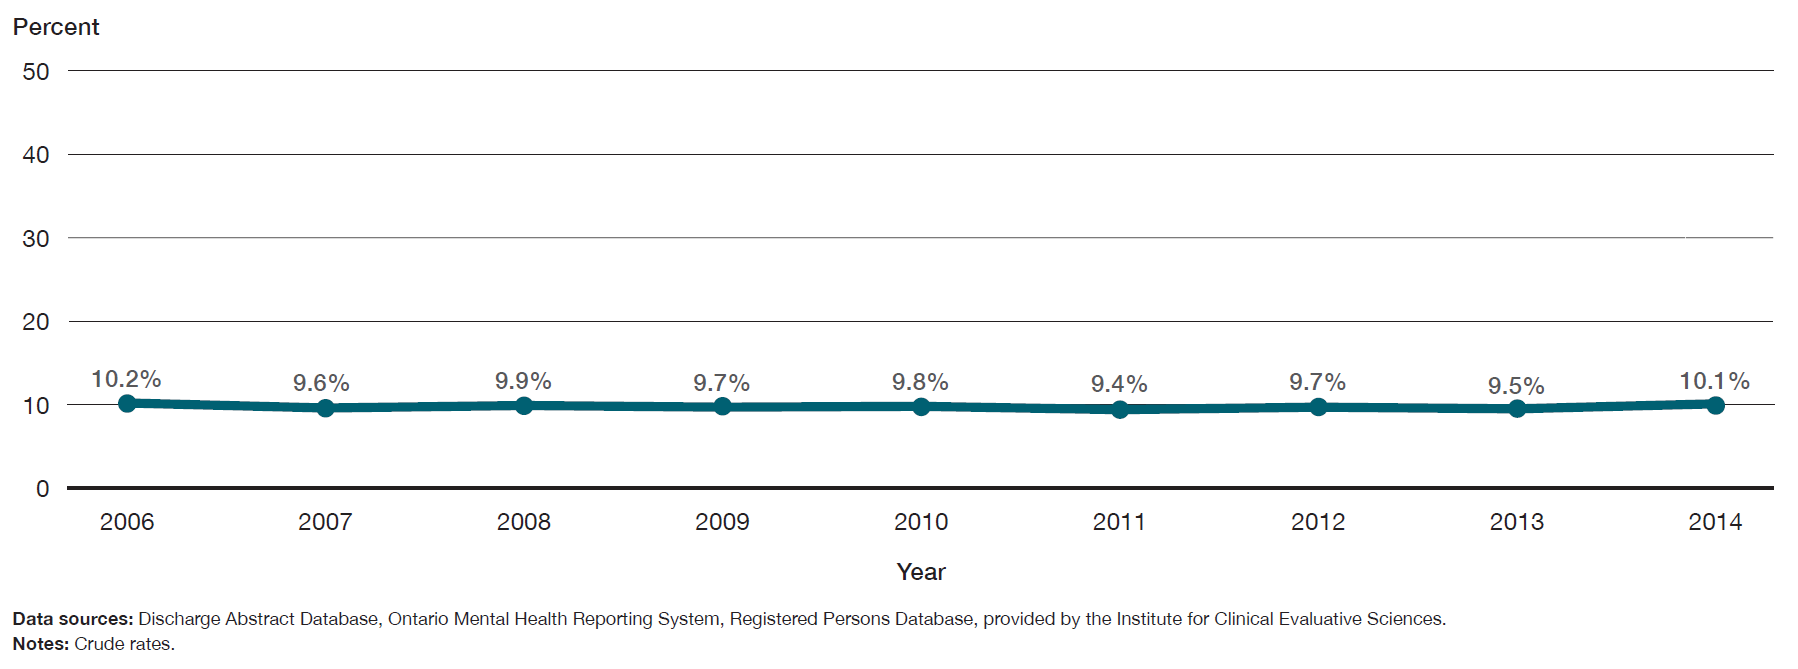 Percent
50
40
30
20
10.2% 9.6% 9.9% 9.7% 9.8% 9.4% 9.7% 9.5% 10.1%
10
0
2006 2007 2008 2009 2010 2011 2012 2013 2014
Year
Data sources: Discharge Abstract Database, Ontario Mental Health Reporting System, Registered Persons Database, provided by the Institute for Clinical Evaluative Sciences.
Notes: Crude rates.